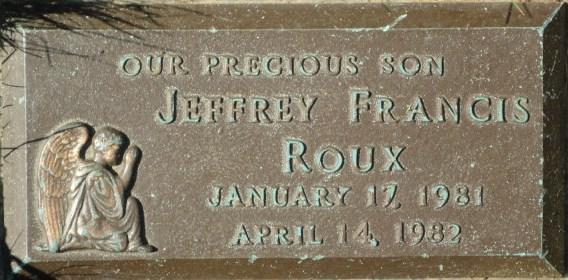 OUR PRECIOUS SON
JEFFREY FRANCIS
ROUX
JANUARY 17, 1981
APRIL 14, 1982